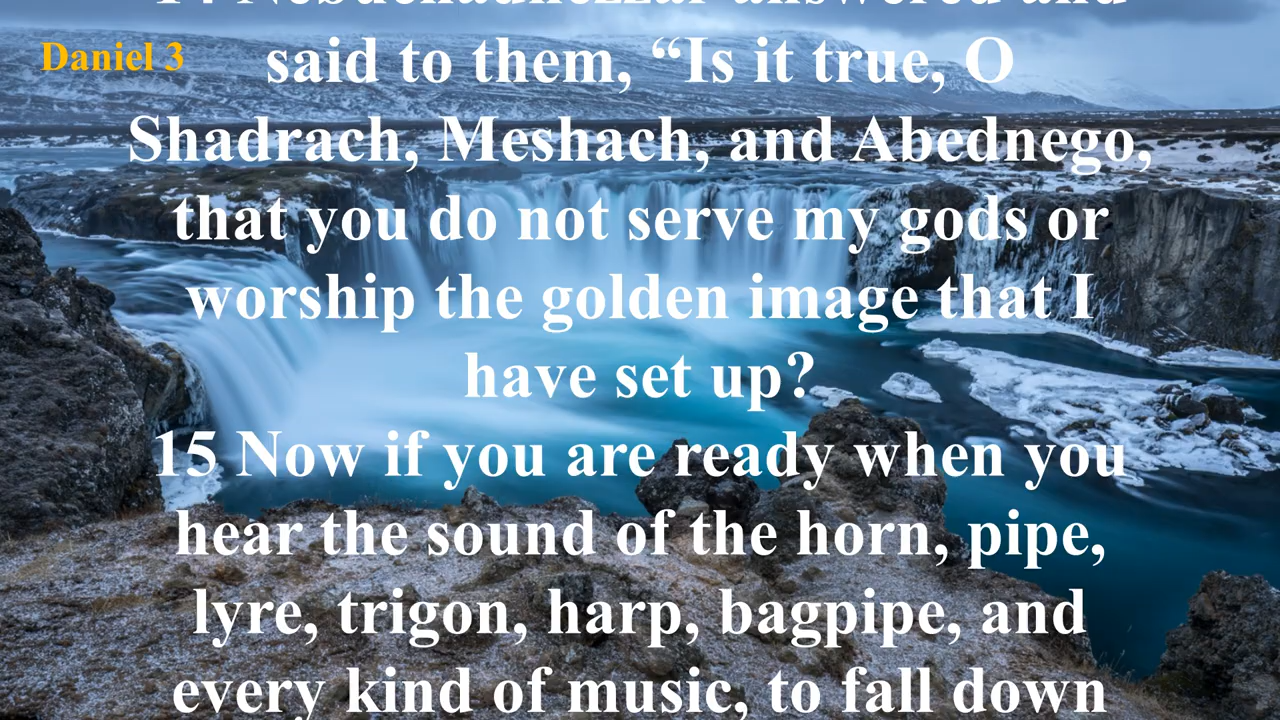 14 Nebuchadnezzar answered and
Daniel 3
said to them, “Is it true, O
Shadrach, Meshach, and Abednego,
that you do not serve my gods or
worship the golden image that I
have set up?
15 Now if you are ready when you
hear the sound of the horn, pipe,
lyre, trigon, harp, bagpipe, and
every kind of music, to fall down